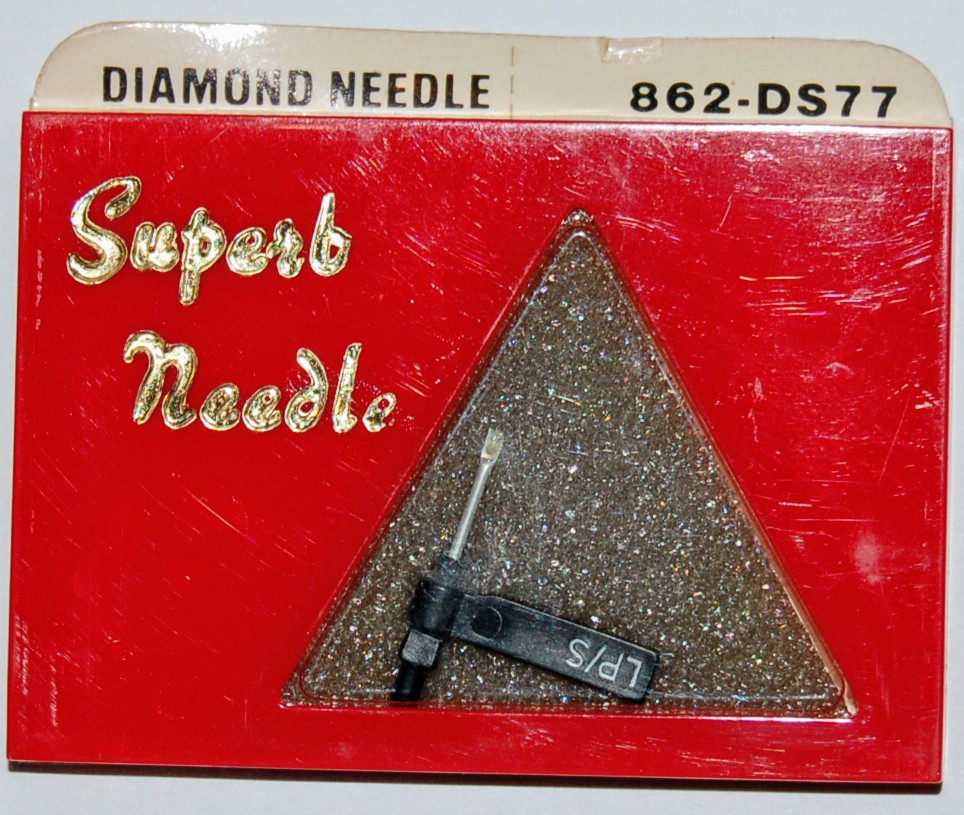 DIAMOND NEEDLE 862-DS77
Superb
Needle
LP/S